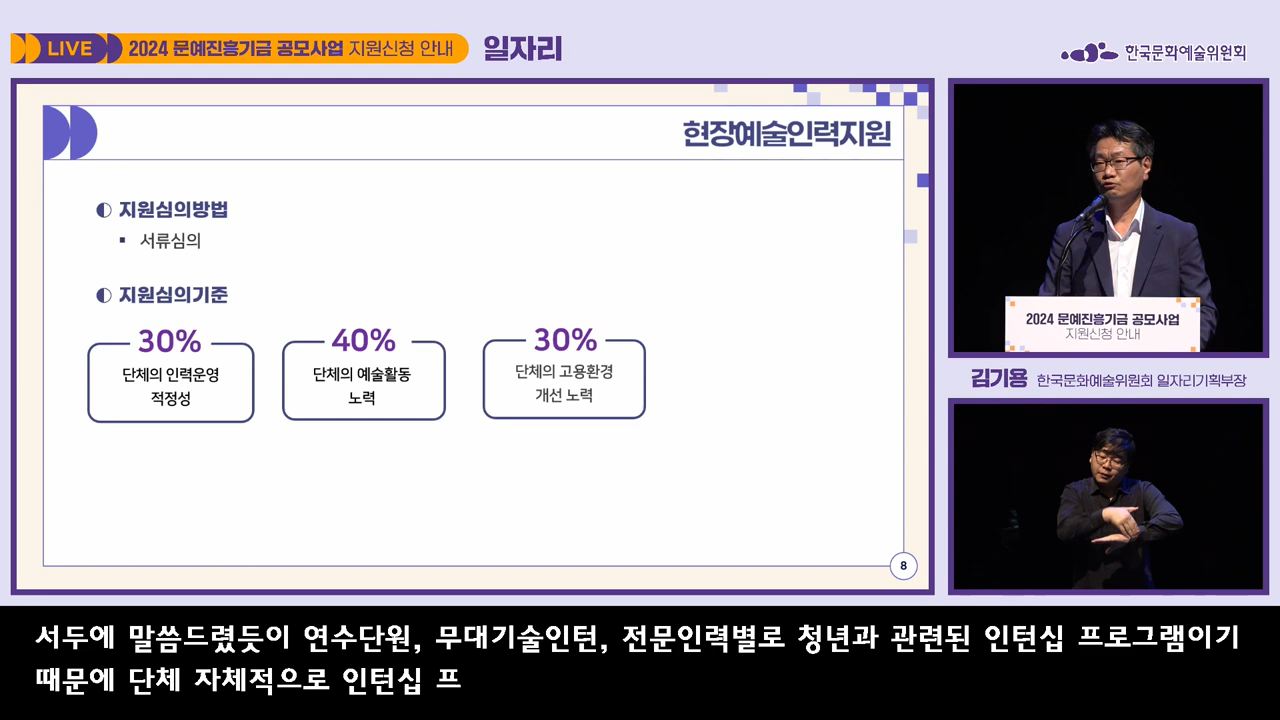 LIVE 2024 문예진흥기금 공모사업 지원신청 안내 일자리
한국문화예술위원회
현장예술인력지원
지원심의방법
서류심의
지원심의기준
30%
단체의 인력운영
적정성
40%
단체의 예술활동
노력
30%
단체의 고용환경
개선 노력
8
2024 문예진흥기금 공모사업
지원신청 안내
김기용 한국문화예술위원회 일자리기획부장
서두에 말씀드렸듯이 연수단원, 무대기술인턴, 전문인력별로 청년과 관련된 인턴십 프로그램이기
때문에 단체 자체적으로 인턴십 프